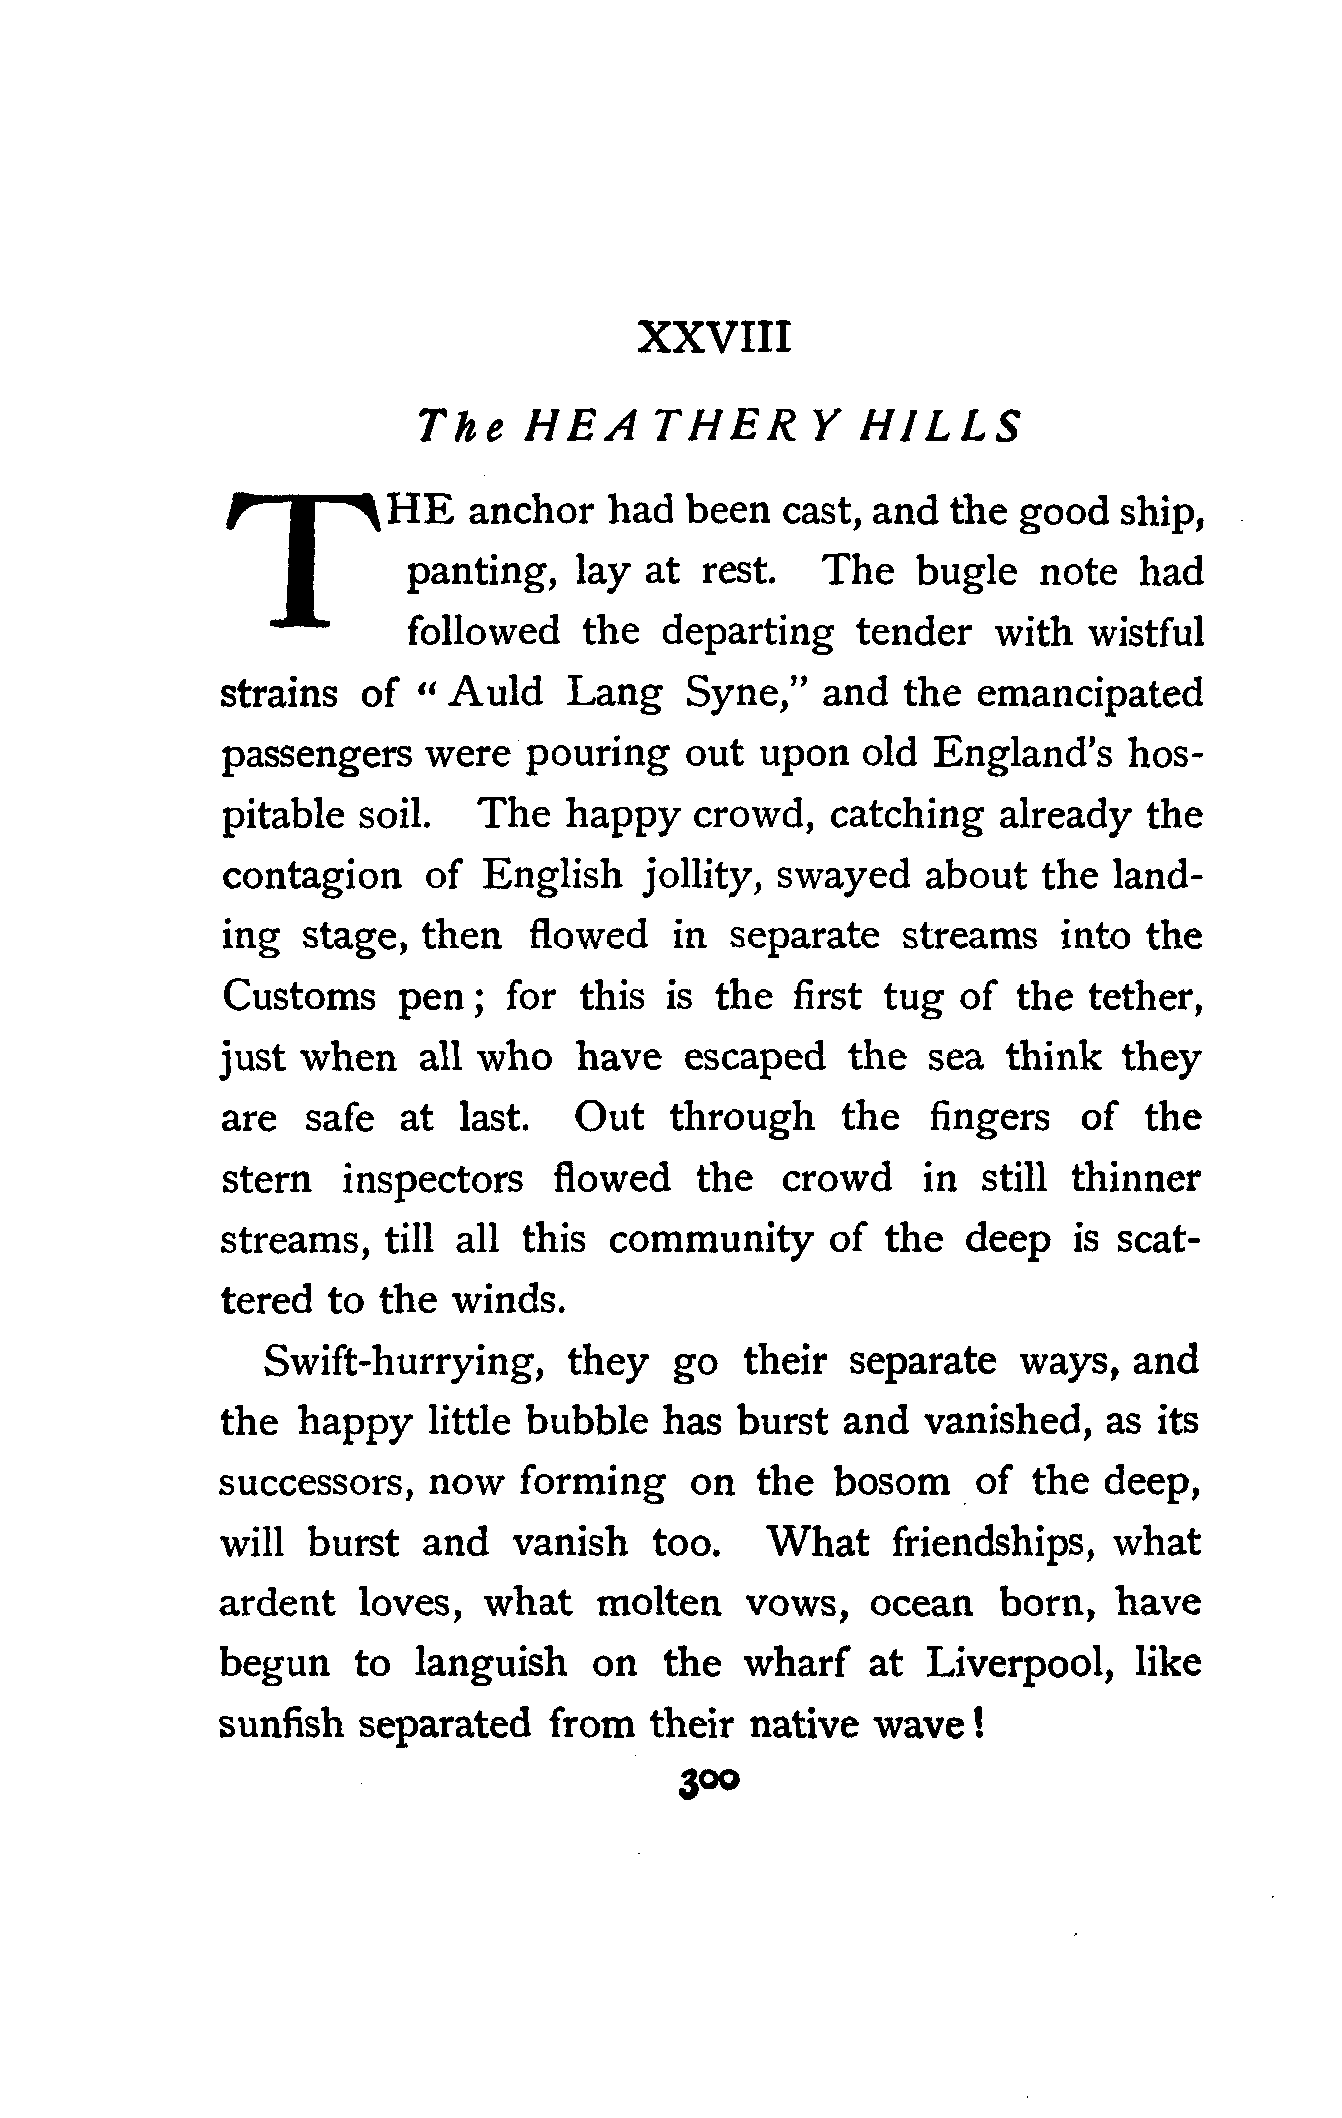 XXVIII
The HEATHERY HILLS
THE anchor had been cast, and the good ship,
panting, lay at rest. The bugle note had
followed the departing tender with wistful
strains of “ Auld Lang Syne,” and the emancipated
passengers were pouring out upon old England's hos-
pitable soil. The happy crowd, catching already the
contagion of English jollity, swayed about the land-
ing stage, then flowed in separate streams into the
Customs pen ; for this is the first tug of the tether,
just when all who have escaped the sea think they
are safe at last. Out through the fingers of the
stern inspectors flowed the crowd in still thinner
streams, till all this community of the deep is scat-
tered to the winds.
Swift-hurrying, they go their separate ways, and
the happy little bubble has burst and vanished, as its
successors, now forming on the bosom of the deep,
will burst and vanish too. What friendships, what
ardent loves, what molten vows, ocean born, have
begun to languish on the wharf at Liverpool, like
sunfish separated from their native wave !
300